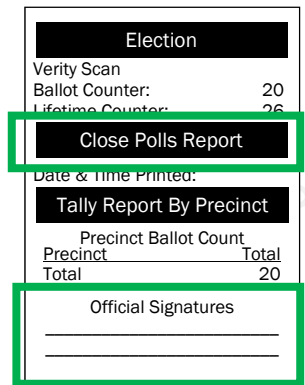 Election
Verity Scan
Ballot Counter: 20
Lifetime Counter: 26
Close Polls Report
Date & Time Printed:
Tally Report By Precinct
Precinct Ballot Count
Precinct Total
Total 20
Official Signatures